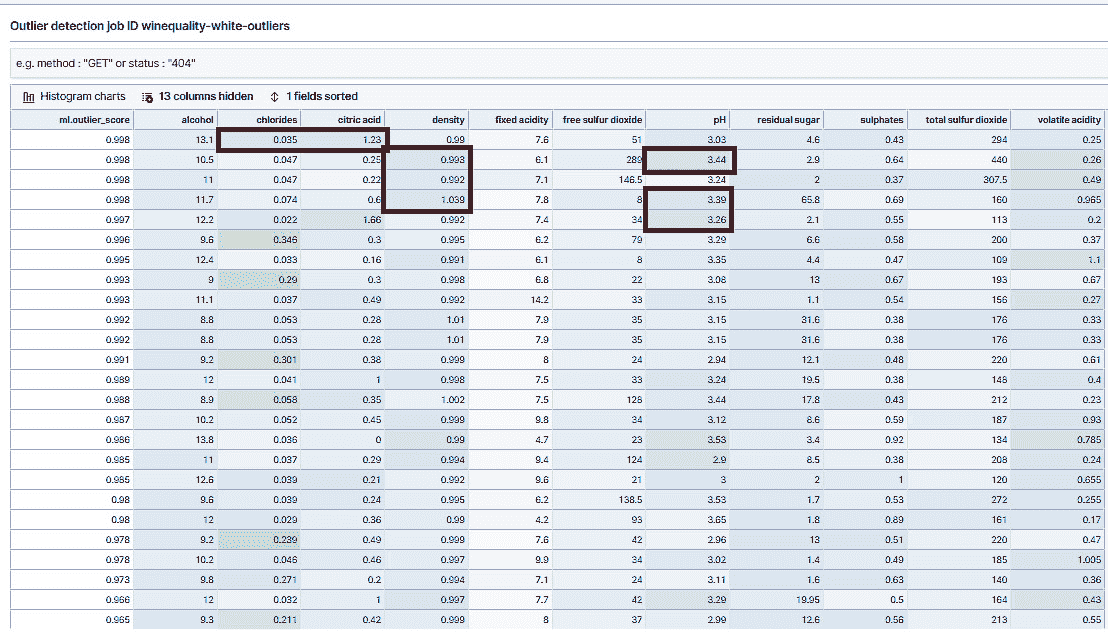 Outlier detection job ID winequality-white-outliers
e.g. method : "GET" or status : "404"
Histogram charts 13 columns hidden 1 fields sorted
ml.outlier_score alcohol chlorides citric acid density fixed acidity free sulfur dioxide pH residual sugar sulphates total sulfur dioxide volatile acidity
0.998 13.1 0.035 1.23 0.99 7.6 51 3.03 4.6 0.43 294 0.25
0.998 10.5 0.047 0.25 0.993 6.1 289 3.44 2.9 0.64 440 0.26
0.998 11 0.047 0.22 0.992 7.1 146.5 3.24 2 0.37 307.5 0.49
0.998 11.7 0.074 0.6 1.039 7.8 8 3.39 65.8 0.69 160 0.965
0.997 12.2 0.022 1.66 0.992 7.4 34 3.26 2.1 0.55 113 0.2
0.996 9.6 0.346 0.3 0.995 6.2 79 3.29 6.6 0.58 200 0.37
0.995 12.4 0.033 0.16 0.991 6.1 8 3.35 4.4 0.47 109 1.1
0.993 9 0.29 0.3 0.998 6.8 22 3.08 13 0.67 193 0.67
0.993 11.1 0.037 0.49 0.992 14.2 33 3.15 1.1 0.54 156 0.27
0.992 8.8 0.053 0.28 1.01 7.9 35 3.15 31.6 0.38 176 0.33
0.992 8.8 0.053 0.28 1.01 7.9 35 3.15 31.6 0.38 176 0.33
0.991 9.2 0.301 0.38 0.999 8 24 2.94 12.1 0.48 220 0.61
0.989 12 0.041 1 0.998 7.5 33 3.24 19.5 0.38 148 0.4
0.988 8.9 0.058 0.35 1.002 7.5 128 3.44 17.8 0.43 212 0.23
0.987 10.2 0.052 0.45 0.999 9.8 34 3.12 8.6 0.59 187 0.93
0.986 13.8 0.036 0 0.99 4.7 23 3.53 3.4 0.92 134 0.785
0.985 11 0.037 0.29 0.994 9.4 124 2.9 8.5 0.38 208 0.24
0.985 12.6 0.039 0.21 0.992 9.6 21 3 2 1 120 0.655
0.98 9.6 0.039 0.24 0.995 6.2 138.5 3.53 1.7 0.53 272 0.255
0.98 12 0.029 0.36 0.99 4.2 93 3.65 1.8 0.89 161 0.17
0.978 9.2 0.239 0.49 0.999 7.6 42 2.96 13 0.51 220 0.47
0.978 10.2 0.046 0.46 0.997 9.9 34 3.02 1.4 0.49 185 1.005
0.973 9.8 0.271 0.2 0.994 7.1 24 3.11 1.6 0.63 140 0.36
0.966 12 0.032 1 0.997 7.7 42 3.29 19.95 0.5 164 0.43
0.965 9.3 0.211 0.42 0.999 8 37 2.99 12.6 0.56 213 0.55